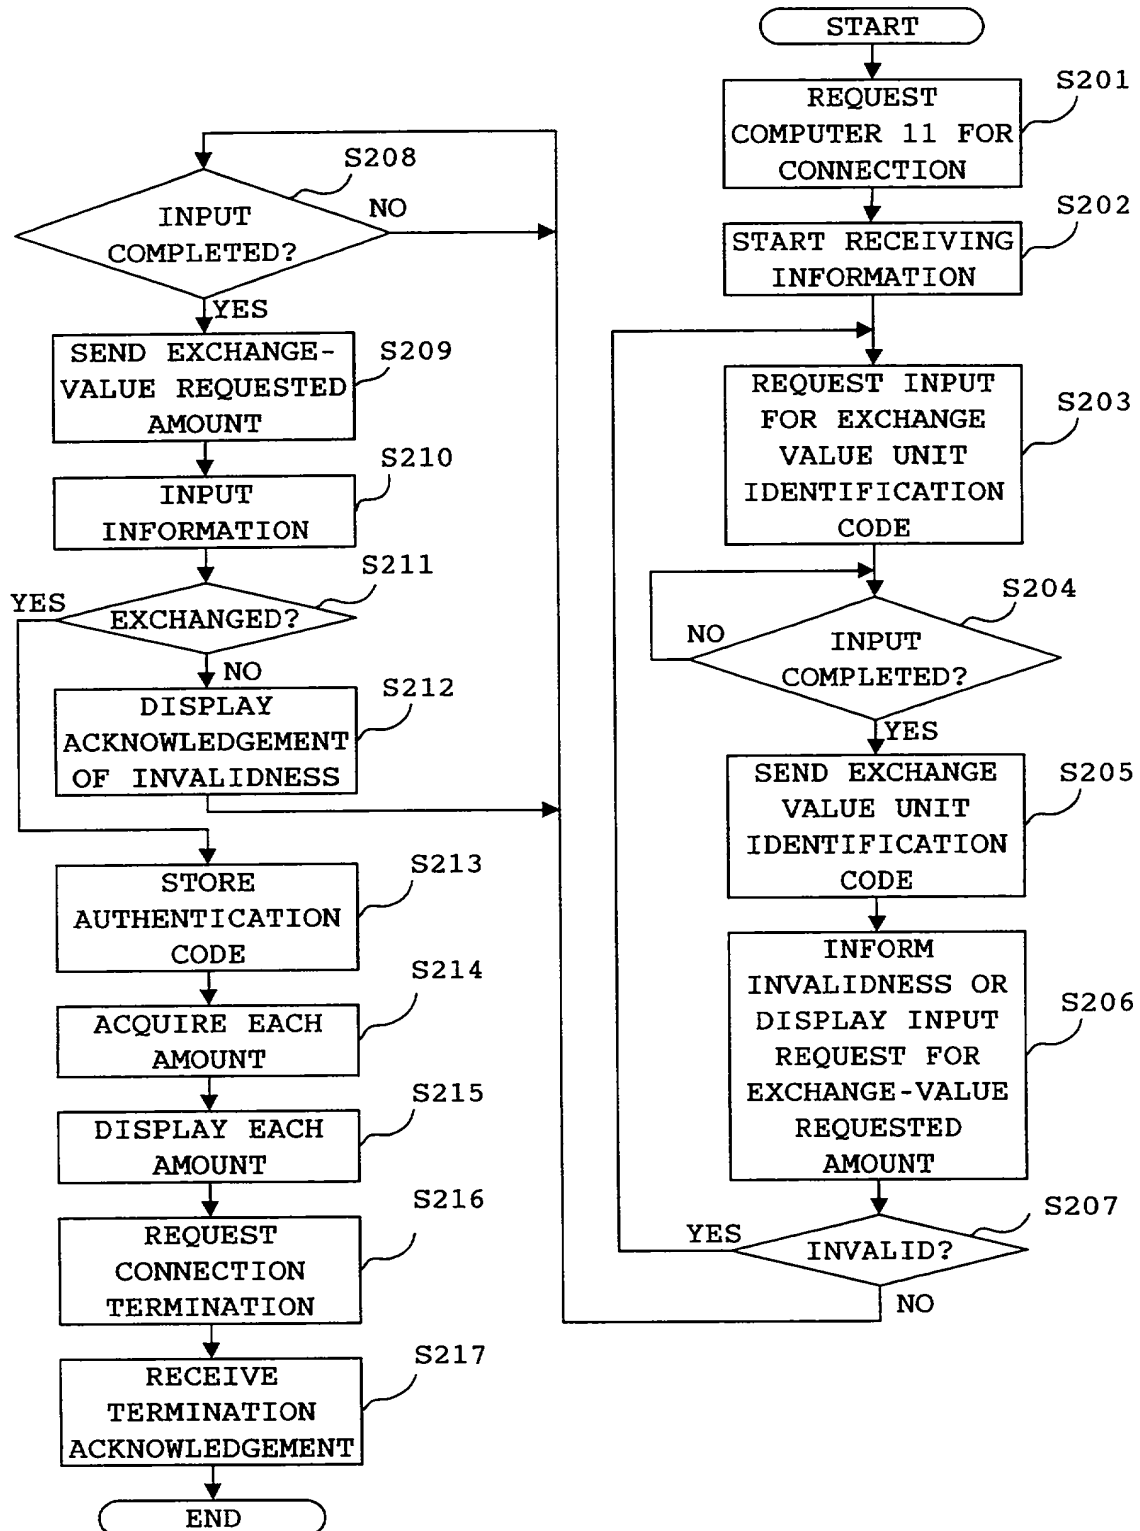 START
S201
REQUEST
COMPUTER 11 FOR
CONNECTION
S202
START RECEIVING
INFORMATION
S203
REQUEST INPUT
FOR EXCHANGE
VALUE UNIT
IDENTIFICATION
CODE
S204
NO
INPUT
COMPLETED?
YES
S205
SEND EXCHANGE
VALUE UNIT
IDENTIFICATION
CODE
S206
INFORM
INVALIDNESS OR
DISPLAY INPUT
REQUEST FOR
EXCHANGE-VALUE
REQUESTED
AMOUNT
S207
YES
INVALID?
NO
S208
INPUT
COMPLETED?
NO
YES
S209
SEND EXCHANGE-
VALUE REQUESTED
AMOUNT
S210
INPUT
INFORMATION
S211
YES
EXCHANGED?
NO
S212
DISPLAY
ACKNOWLEDGEMENT
OF INVALIDNESS
S213
STORE
AUTHENTICATION
CODE
S214
ACQUIRE EACH
AMOUNT
S215
DISPLAY EACH
AMOUNT
S216
REQUEST
CONNECTION
TERMINATION
S217
RECEIVE
TERMINATION
ACKNOWLEDGEMENT
END